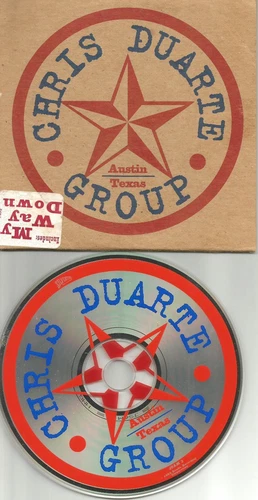 CHRIS DUARTE
GROUP
Austin
Texas
Includes:
My
Way
Down
CHRIS DUARTE
GROUP
Austin
Texas